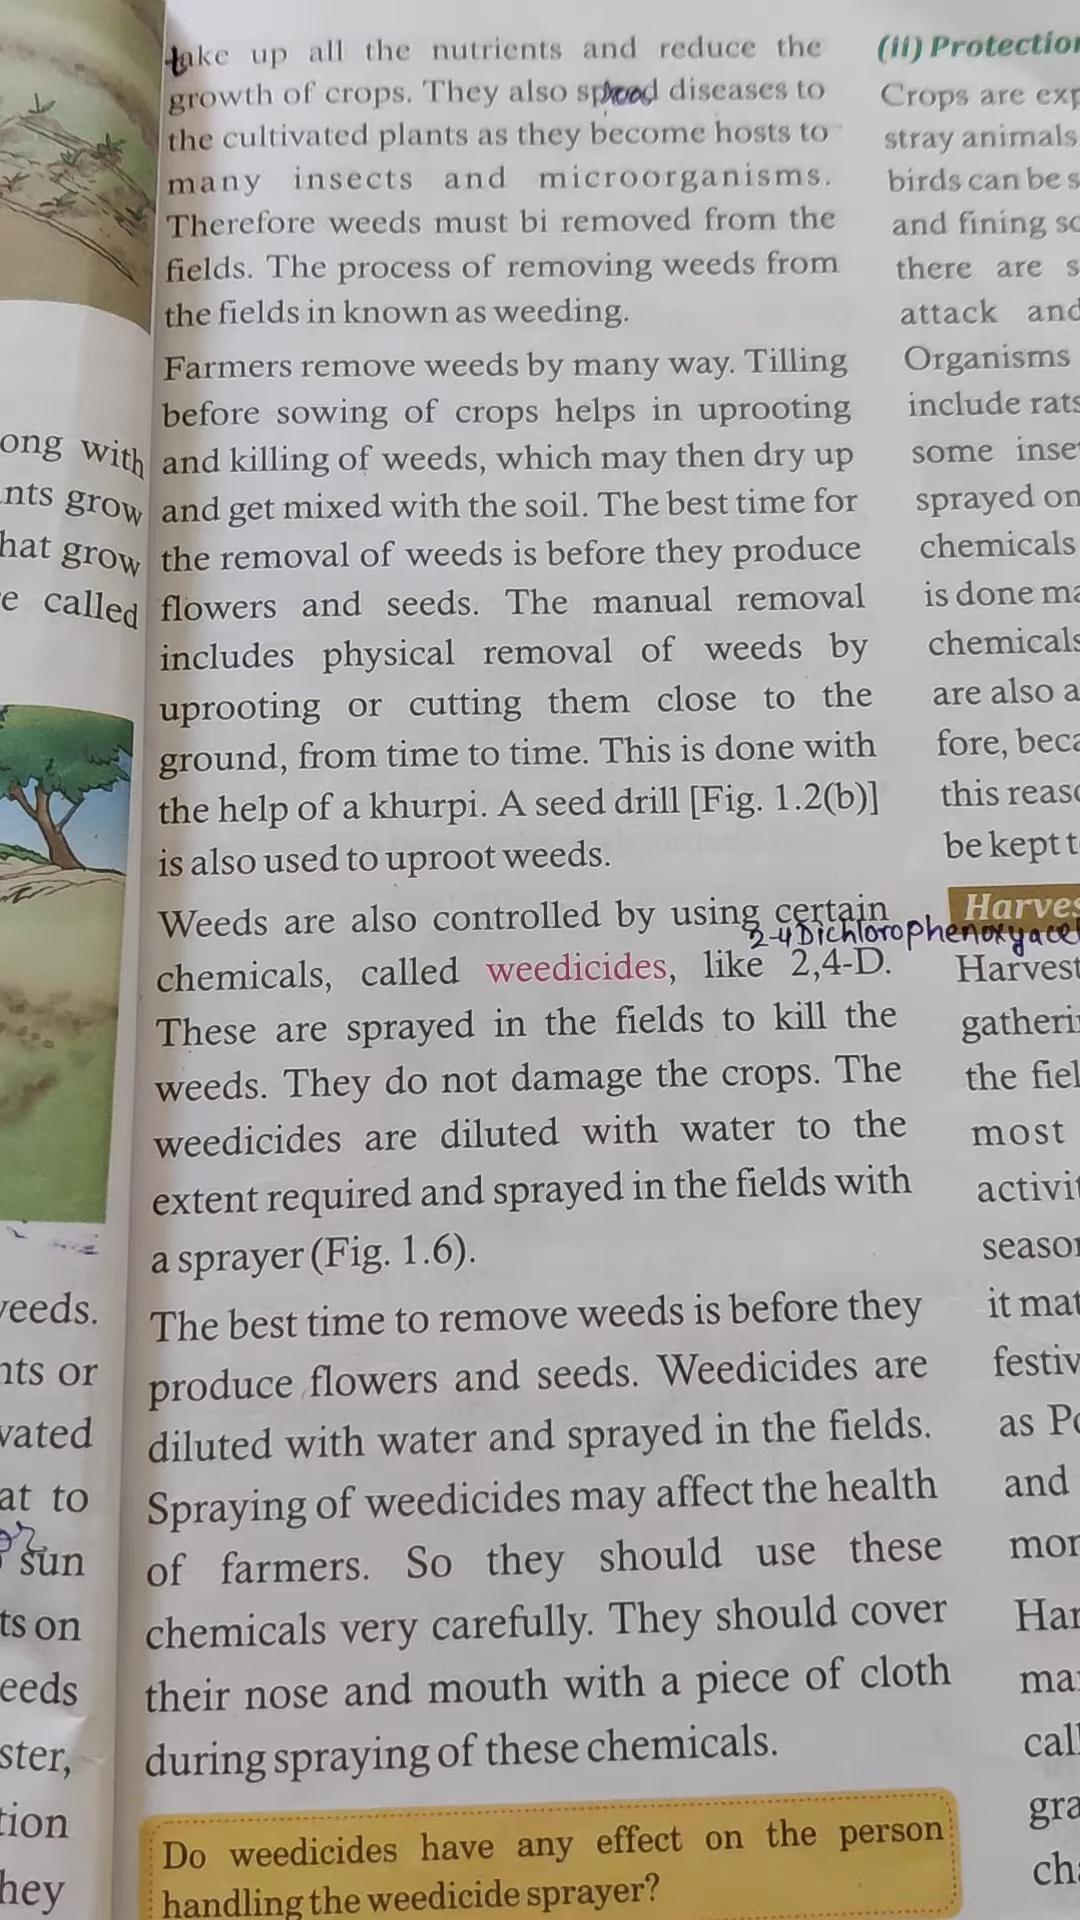 ong with
nts grow
hat grow
e called
eeds.
nts or
vated
at to
or
sun
ts on
eeds
ster,
tion
hey
take up all the nutrients and reduce the
growth of crops. They also spread diseases to
the cultivated plants as they become hosts to
many insects and microorganisms.
Therefore weeds must bi removed from the
fields. The process of removing weeds from
the fields in known as weeding.
Farmers remove weeds by many way. Tilling
before sowing of crops helps in uprooting
and killing of weeds, which may then dry up
and get mixed with the soil. The best time for
the removal of weeds is before they produce
flowers and seeds. The manual removal
includes physical removal of weeds by
uprooting or cutting them close to the
ground, from time to time. This is done with
the help of a khurpi. A seed drill [Fig. 1.2(b)]
is also used to uproot weeds.
Weeds are also controlled by using certain
2-4 Dichlorophenoxyacet
chemicals, called weedicides, like 2,4-D.
These are sprayed in the fields to kill the
weeds. They do not damage the crops. The
weedicides are diluted with water to the
extent required and sprayed in the fields with
a sprayer (Fig. 1.6).
The best time to remove weeds is before they
produce flowers and seeds. Weedicides are
diluted with water and sprayed in the fields.
Spraying of weedicides may affect the health
of farmers. So they should use these
chemicals very carefully. They should cover
their nose and mouth with a piece of cloth
during spraying of these chemicals.
Do weedicides have any effect on the person
handling the weedicide sprayer?
(ii) Protection
Crops are exp
stray animals
birds can be s
and fining sc
there are s
attack and
Organisms
include rats
some inse
sprayed on
chemicals
is done ma
chemicals
are also a
fore, beca
this reaso
be kept t
Harves
Harvest
gatheri
the fiel
most
activit
season
it mat
festiv
as Po
and
mor
Har
ma
call
gra
cha